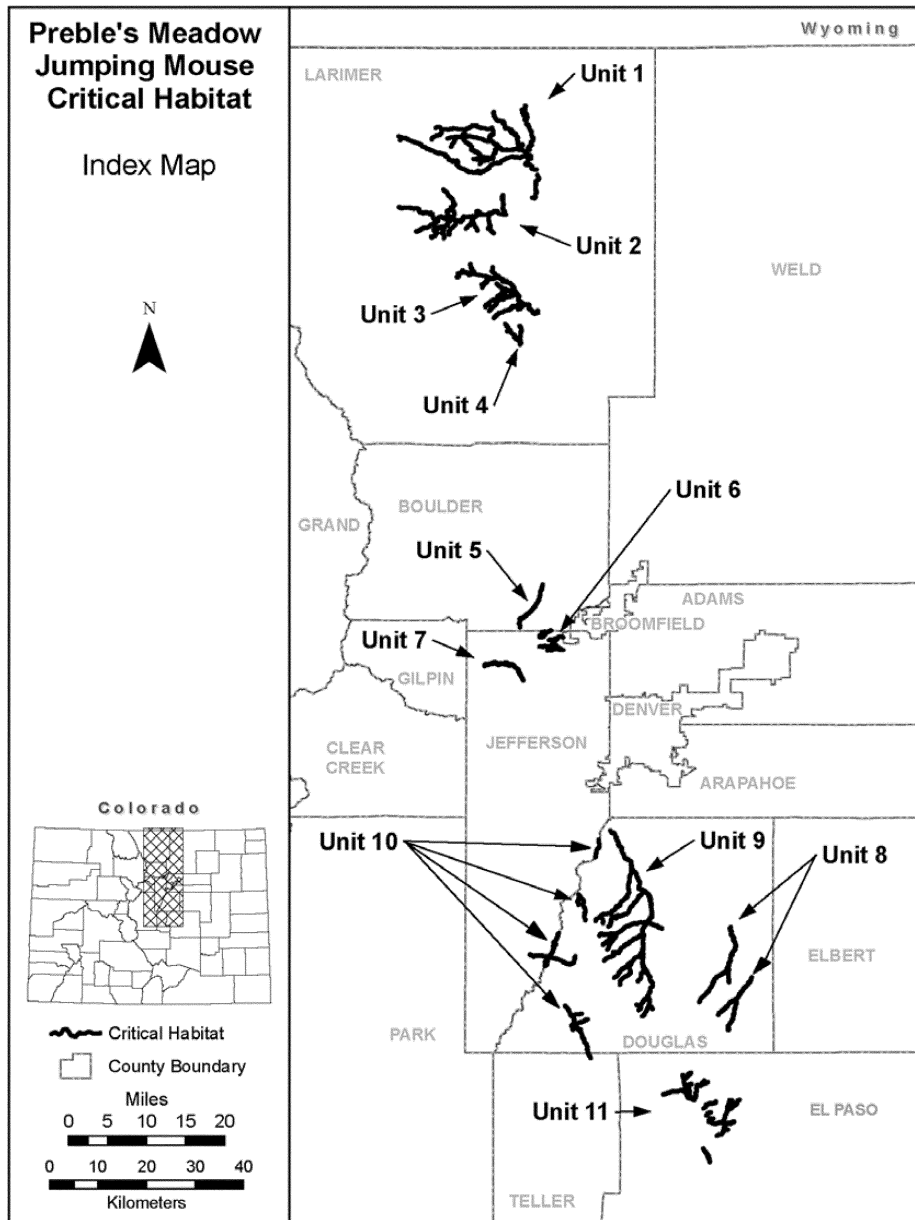 Preble's Meadow
Jumping Mouse
Critical Habitat
Index Map
N
Colorado
Critical Habitat
County Boundary
Miles
0 5 10 15 20
0 10 20 30 40
Kilometers
Wyoming
LARIMER
Unit 1
Unit 2
WELD
Unit 3
Unit 4
Unit 6
BOULDER
GRAND
Unit 5
ADAMS
BROOMFIELD
Unit 7
GILPIN
DENVER
JEFFERSON
CLEAR
CREEK
ARAPAHOE
Unit 10
Unit 9
Unit 8
ELBERT
PARK
DOUGLAS
Unit 11
EL PASO
TELLER